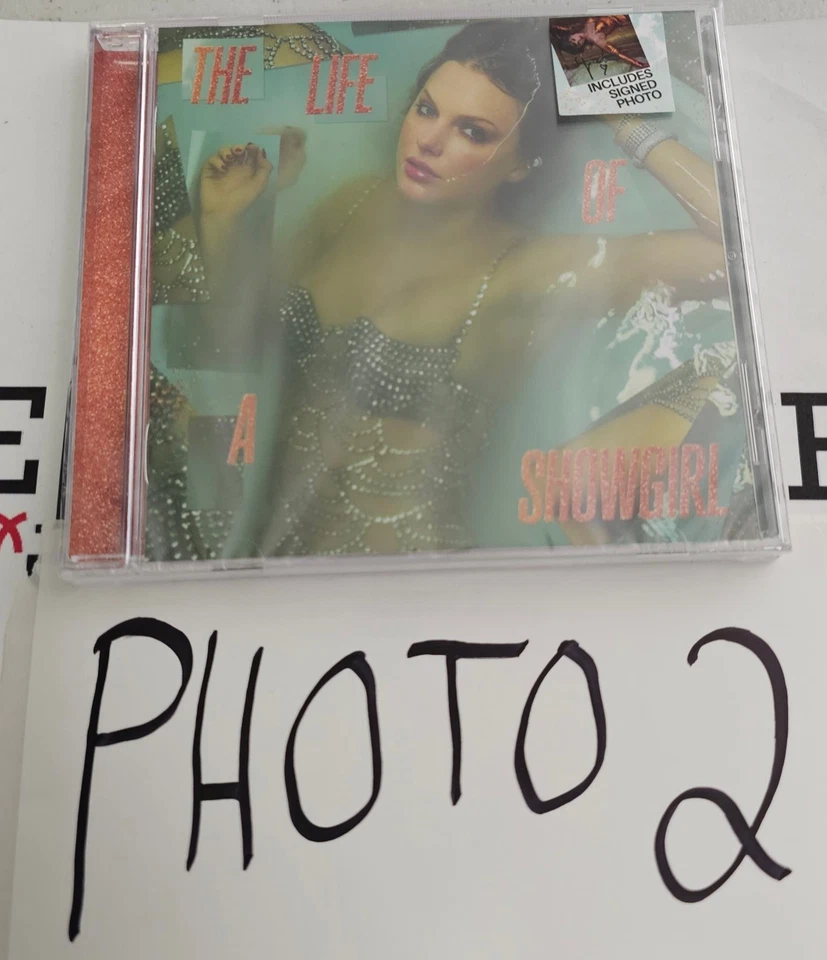 THE LIFE
OF
A
SHOWGIRL
INCLUDES
SIGNED
PHOTO
E
PHOTO 2